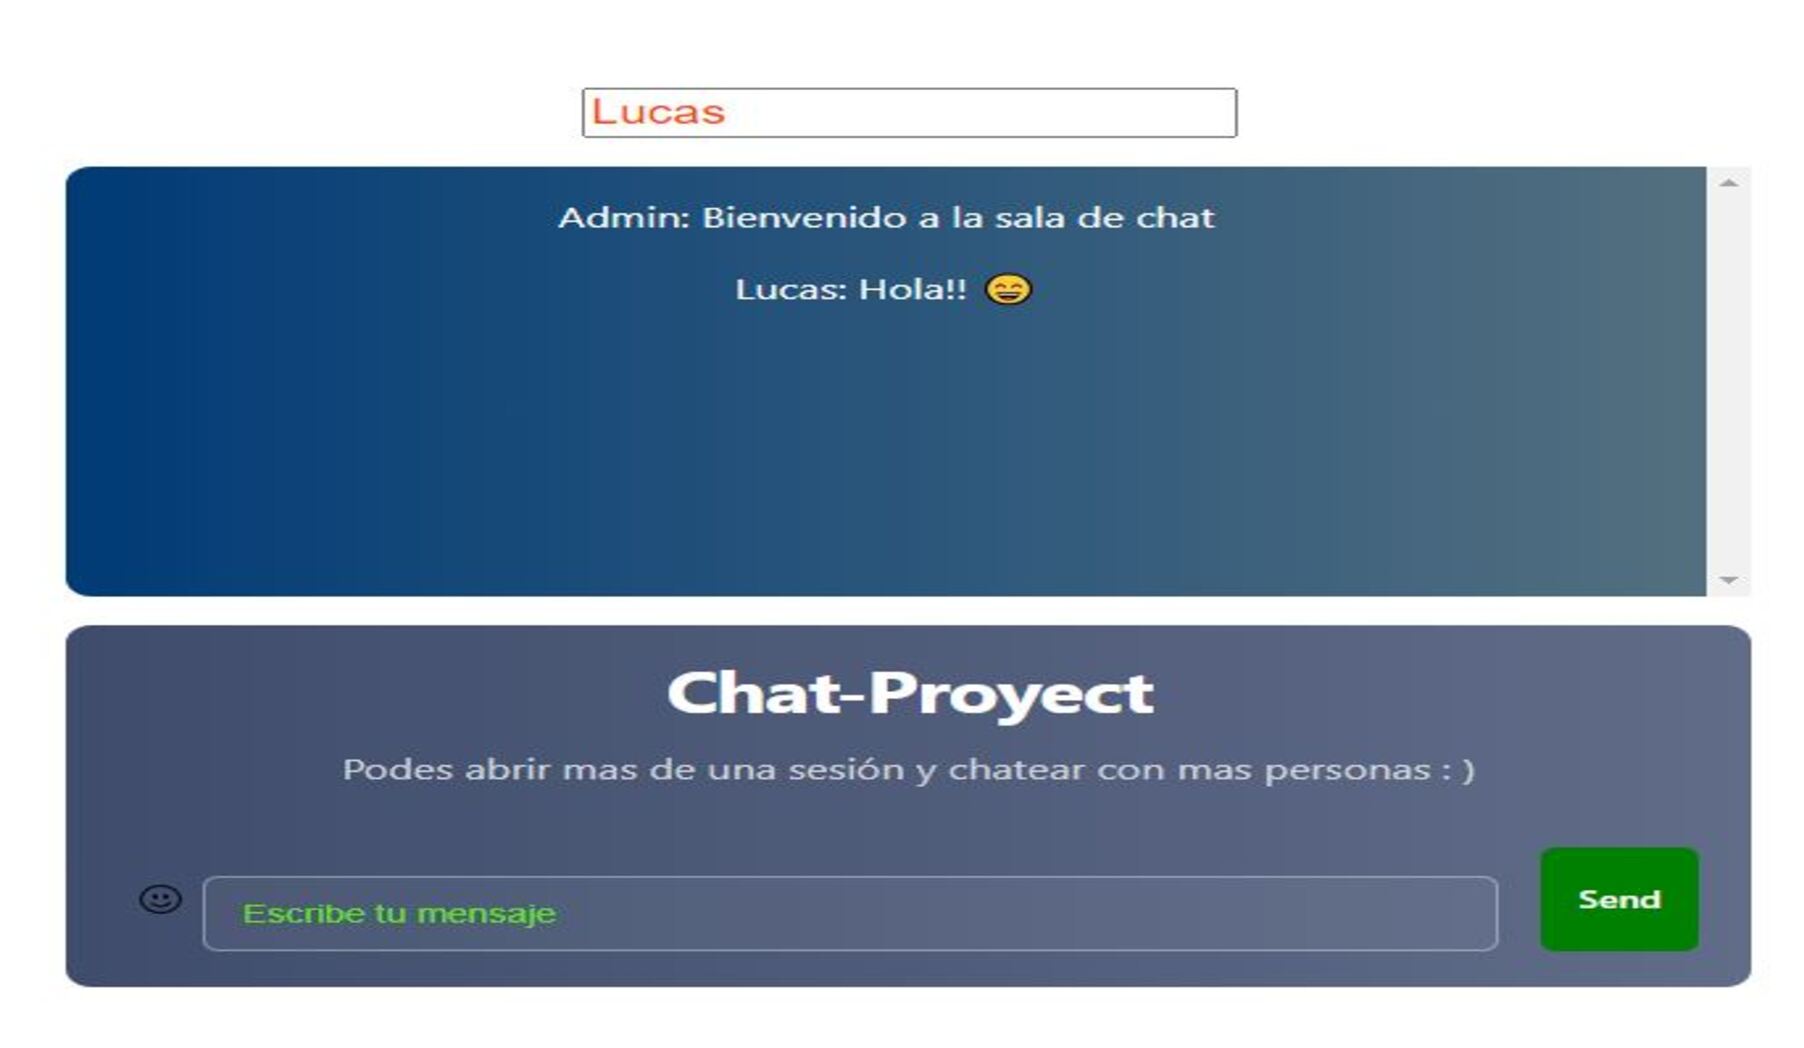 Lucas
Admin: Bienvenido a la sala de chat
Lucas: Hola!! 😄
Chat-Proyect
Podes abrir mas de una sesión y chatear con mas personas : )
Escribe tu mensaje
Send